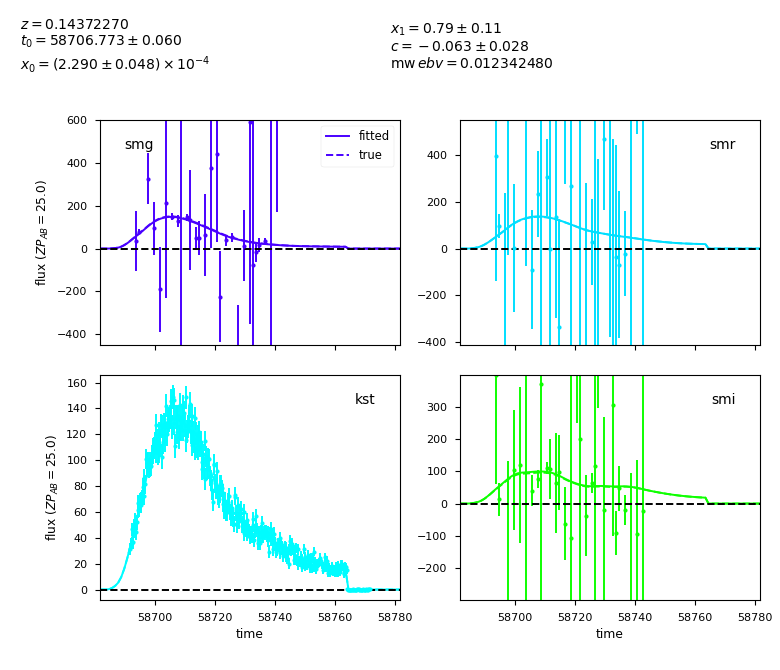 z = 0.14372270
t0 = 58706.773 ± 0.060
x0 = (2.290 ± 0.048) × 10^−4
x1 = 0.79 ± 0.11
c = −0.063 ± 0.028
mw ebv = 0.012342480
600
400
200
0
−200
−400
flux (ZP_AB = 25.0)
smg
fitted
true
400
200
0
−200
−400
smr
160
140
120
100
80
60
40
20
0
flux (ZP_AB = 25.0)
kst
58700
58720
58740
58760
58780
time
300
200
100
0
−100
−200
smi
58700
58720
58740
58760
58780
time